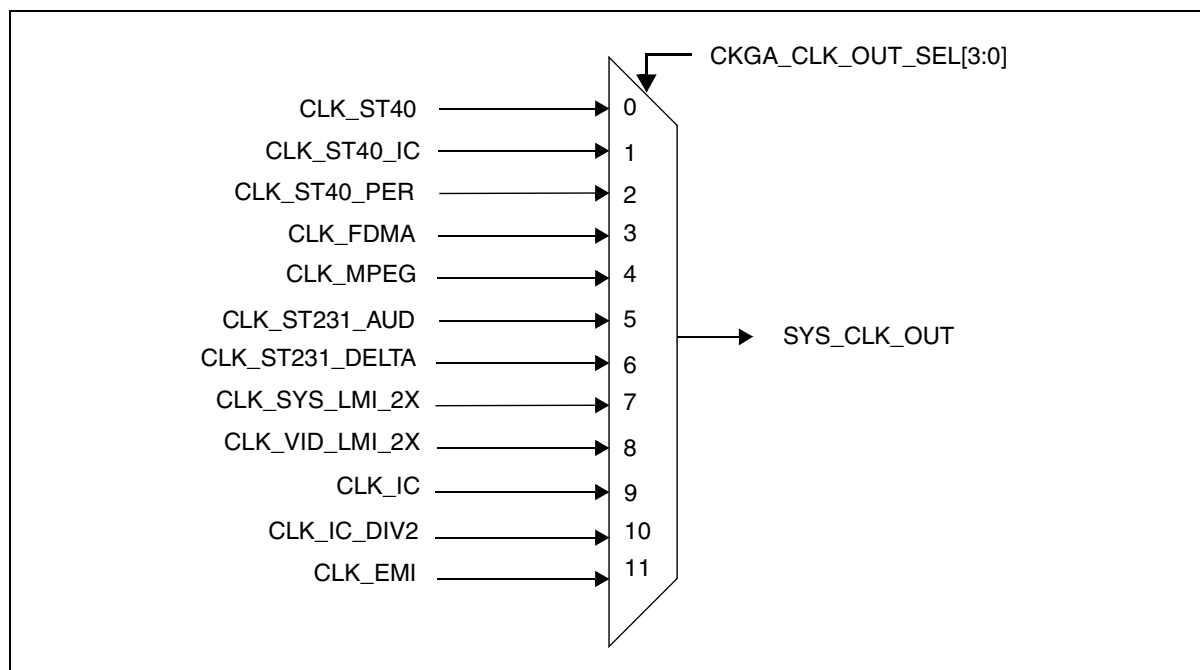 CKGA_CLK_OUT_SEL[3:0]
CLK_ST40 0
CLK_ST40_IC 1
CLK_ST40_PER 2
CLK_FDMA 3
CLK_MPEG 4
CLK_ST231_AUD 5
SYS_CLK_OUT
CLK_ST231_DELTA 6
CLK_SYS_LMI_2X 7
CLK_VID_LMI_2X 8
CLK_IC 9
CLK_IC_DIV2 10
CLK_EMI 11